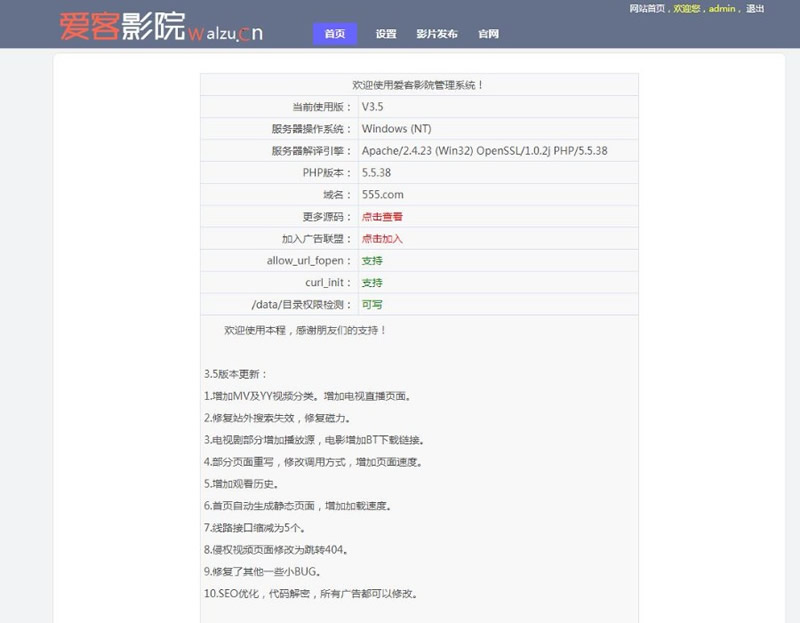 网站首页，欢迎您，admin， 退出
爱客影院walzu.cn
首页 设置 影片发布 官网
欢迎使用爱客影院管理系统！
当前使用版： V3.5
服务器操作系统： Windows (NT)
服务器解译引擎： Apache/2.4.23 (Win32) OpenSSL/1.0.2j PHP/5.5.38
PHP版本： 5.5.38
域名： 555.com
更多源码： 点击查看
加入广告联盟： 点击加入
allow_url_fopen： 支持
curl_init： 支持
/data/目录权限检测： 可写
欢迎使用本程，感谢朋友们的支持！
3.5版本更新：
1.增加MV及YY视频分类。增加电视直播页面。
2.修复站外搜索失效，修复磁力。
3.电视剧部分增加播放源，电影增加BT下载链接。
4.部分页面重写，修改调用方式，增加页面速度。
5.增加观看历史。
6.首页自动生成静态页面，增加加载速度。
7.线路接口缩减为5个。
8.侵权视频页面修改为跳转404。
9.修复了其他一些小BUG。
10.SEO优化，代码解密，所有广告都可以修改。